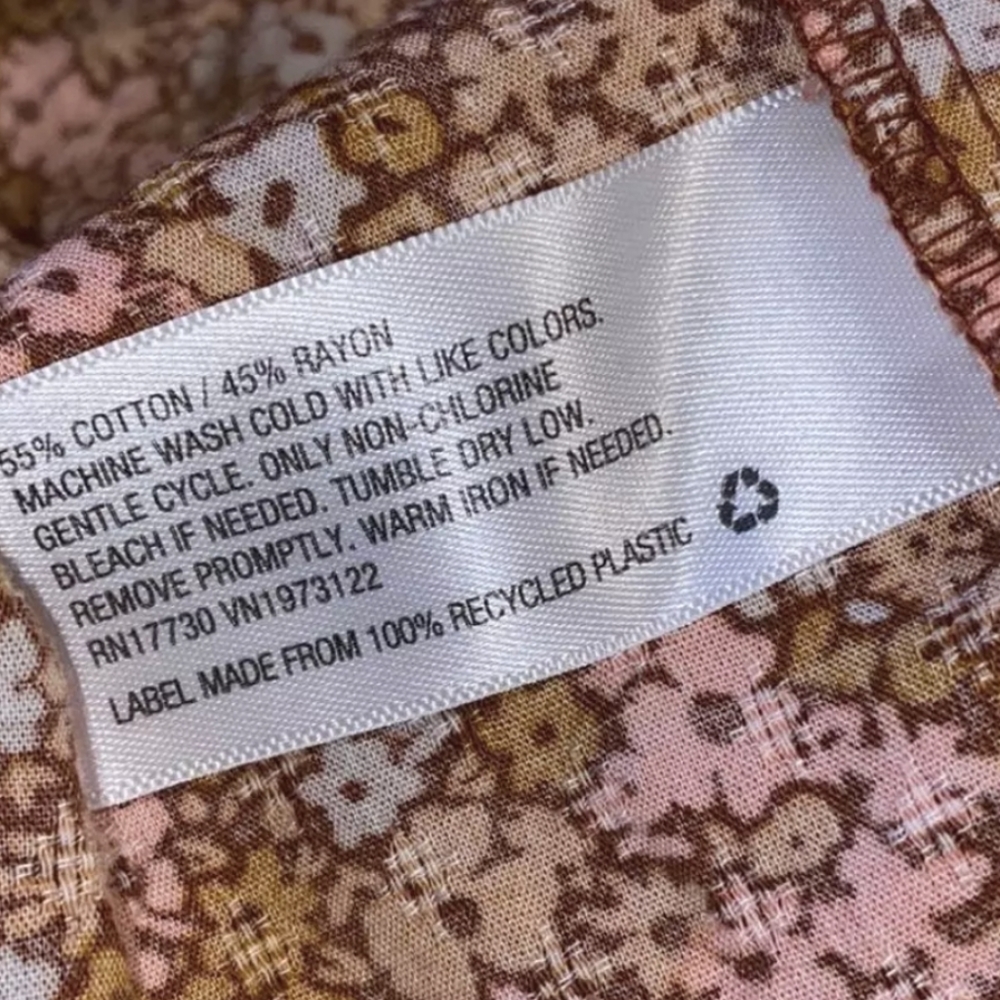 55% COTTON / 45% RAYON
MACHINE WASH COLD WITH LIKE COLORS.
GENTLE CYCLE. ONLY NON-CHLORINE
BLEACH IF NEEDED. TUMBLE DRY LOW.
REMOVE PROMPTLY. WARM IRON IF NEEDED.
RN17730 VN1973122
LABEL MADE FROM 100% RECYCLED PLASTIC